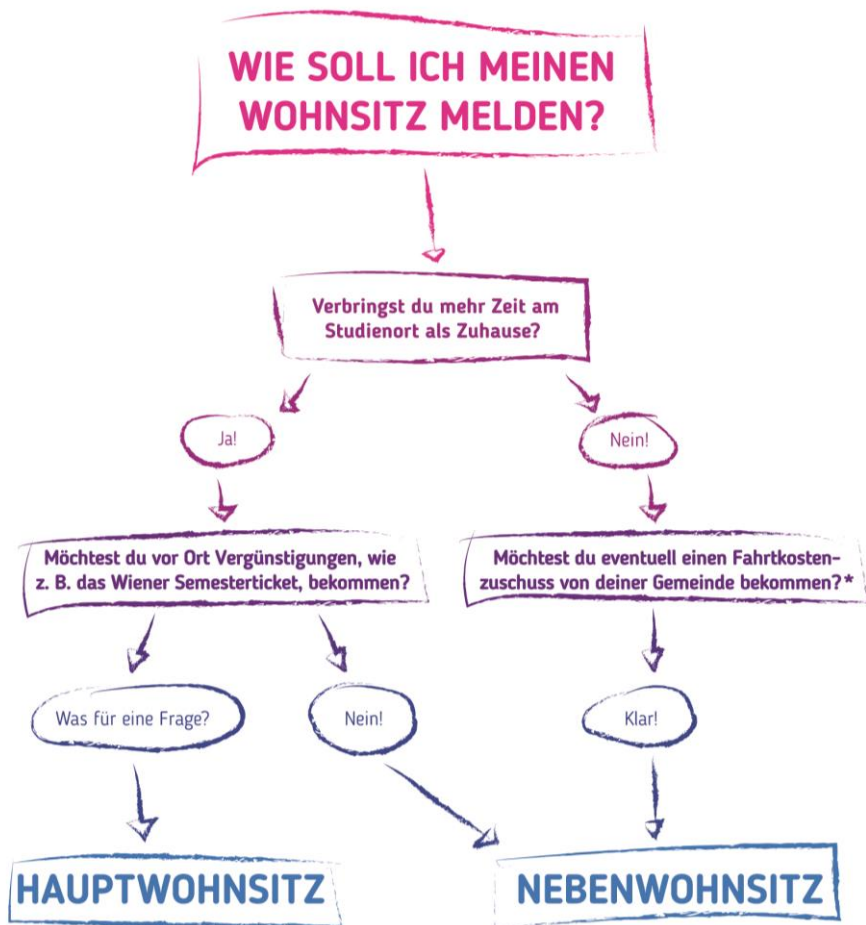 WIE SOLL ICH MEINEN
WOHNSITZ MELDEN?
Verbringst du mehr Zeit am
Studienort als Zuhause?
Ja!
Nein!
Möchtest du vor Ort Vergünstigungen, wie
z. B. das Wiener Semesterticket, bekommen?
Möchtest du eventuell einen Fahrtkosten-
zuschuss von deiner Gemeinde bekommen?*
Was für eine Frage?
Nein!
Klar!
HAUPTWOHNSITZ
NEBENWOHNSITZ